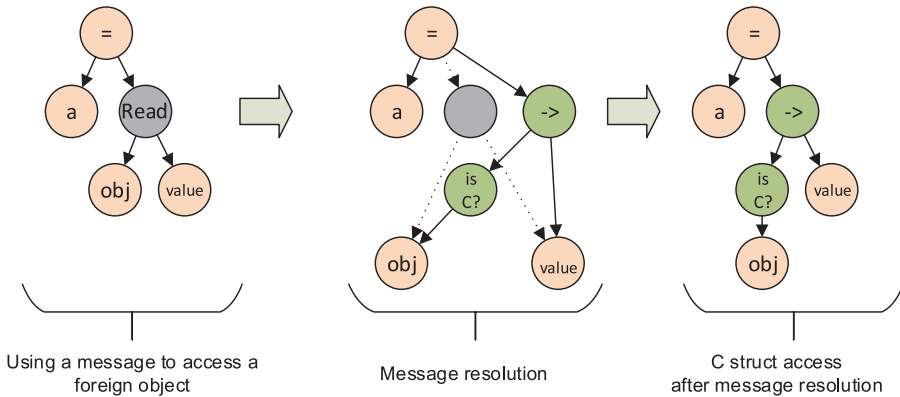 =
=
=
a
Read
a
->
a
->
obj
value
is
C?
is
C?
value
obj
value
obj
Using a message to access a
foreign object
Message resolution
C struct access
after message resolution